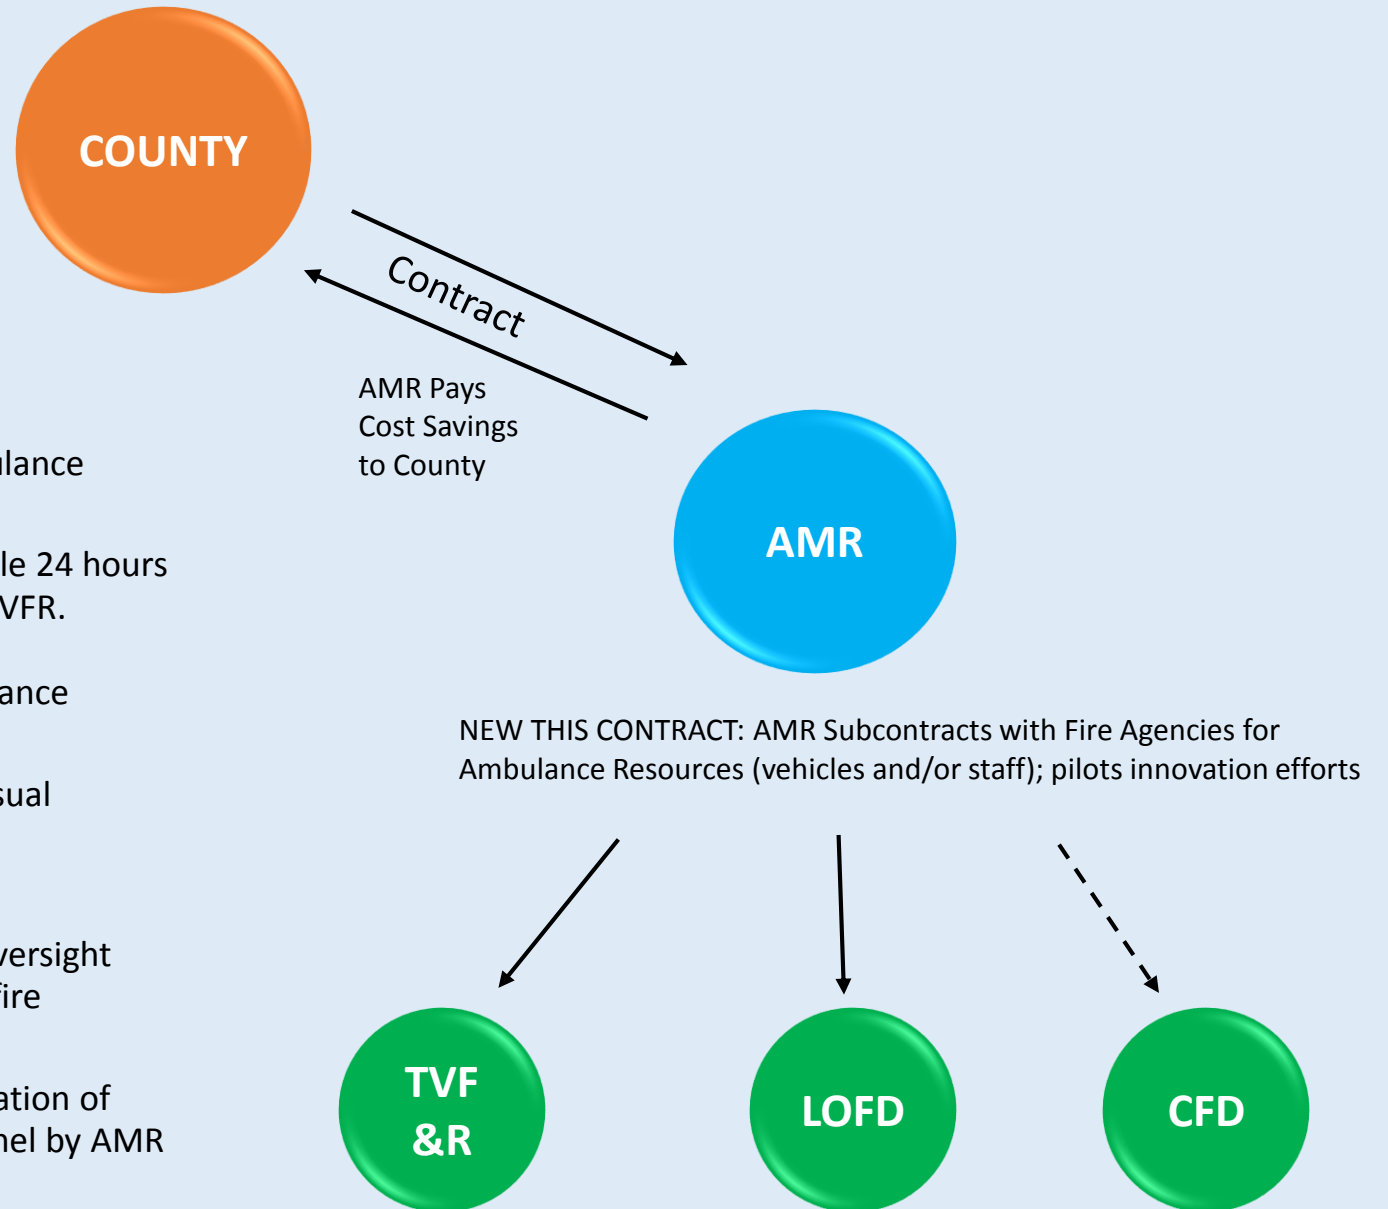 COUNTY
Contract
AMR Pays
Cost Savings
to County
AMR
NEW THIS CONTRACT: AMR Subcontracts with Fire Agencies for
Ambulance Resources (vehicles and/or staff); pilots innovation efforts
ulance
le 24 hours
VFR.
ance
sual
versight
fire
ation of
nel by AMR
TVF
&R
LOFD
CFD